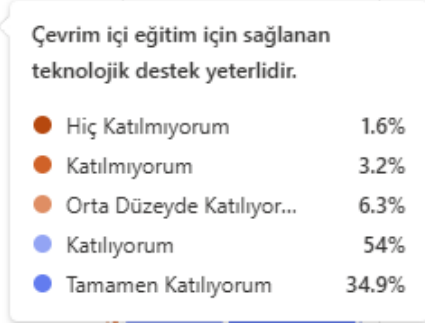 Çevrim içi eğitim için sağlanan
teknolojik destek yeterlidir.
Hiç Katılmıyorum 1.6%
Katılmıyorum 3.2%
Orta Düzeyde Katılıyor... 6.3%
Katılıyorum 54%
Tamamen Katılıyorum 34.9%